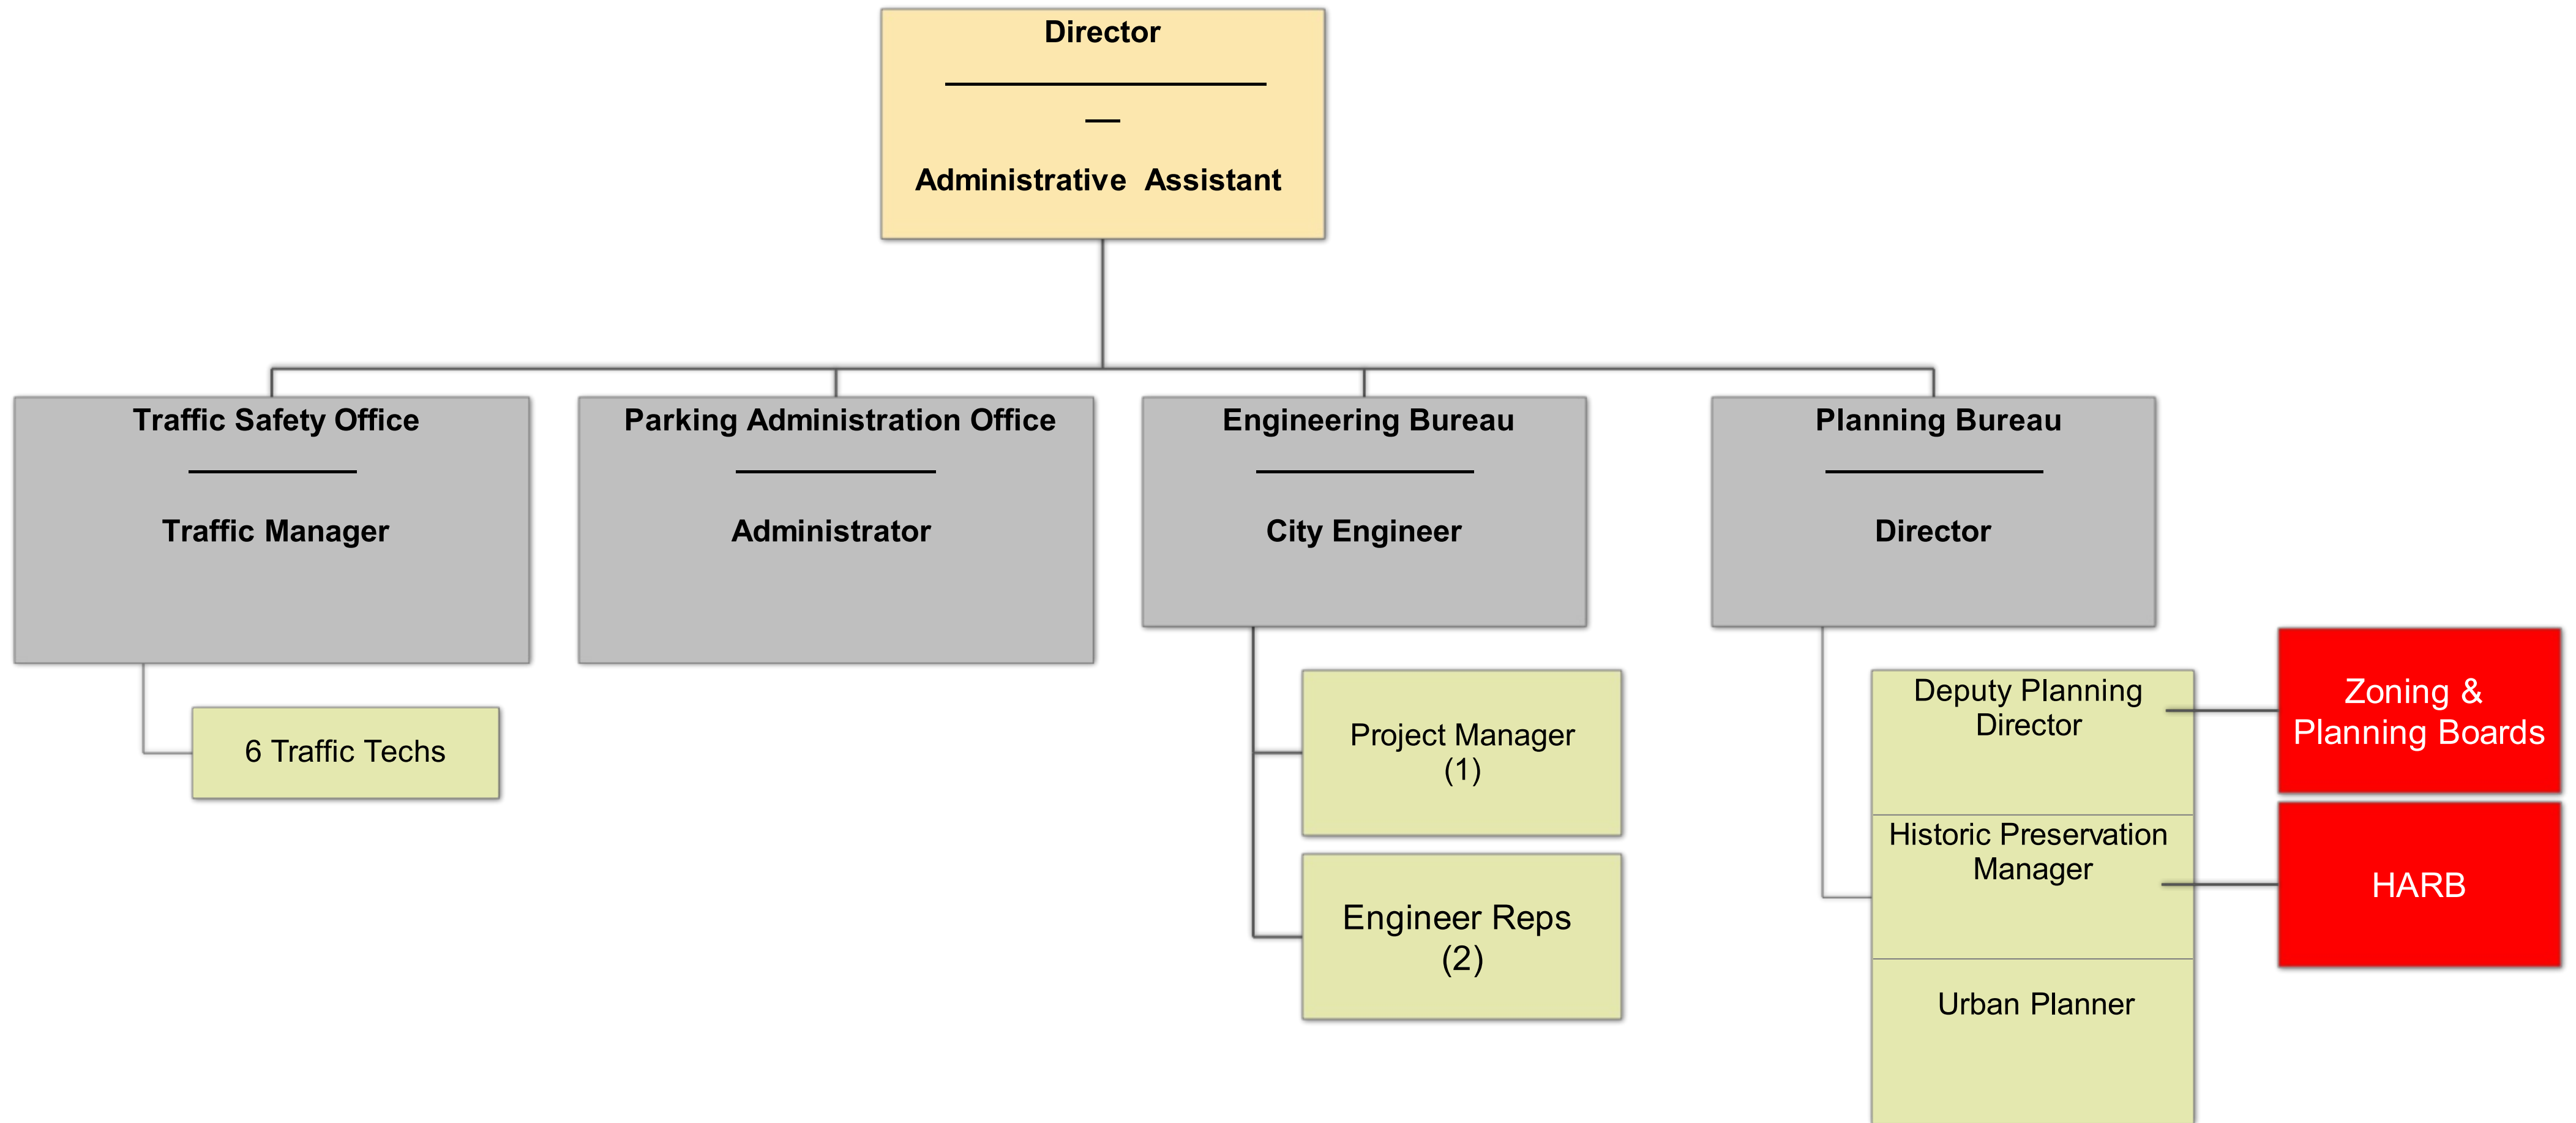 Director
Administrative Assistant
Traffic Safety Office
Traffic Manager
Parking Administration Office
Administrator
Engineering Bureau
City Engineer
Planning Bureau
Director
6 Traffic Techs
Project Manager
(1)
Engineer Reps
(2)
Deputy Planning
Director
Historic Preservation
Manager
Urban Planner
Zoning &
Planning Boards
HARB